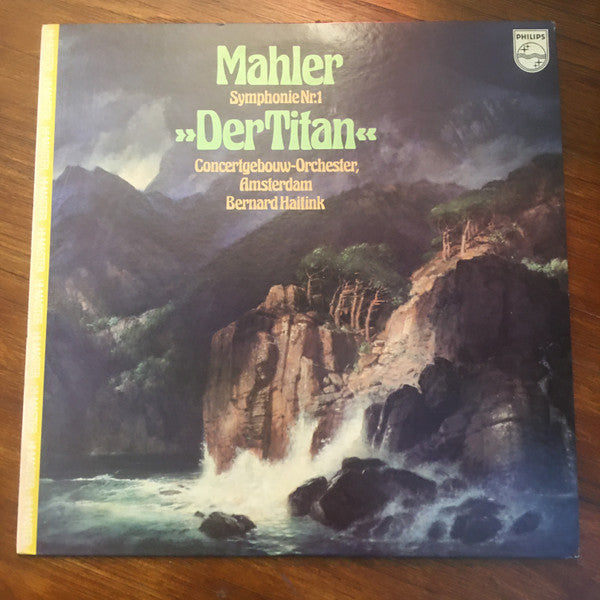 Mahler
Symphonie Nr.1
»Der Titan«
Concertgebouw-Orchester,
Amsterdam
Bernard Haitink
PHILIPS